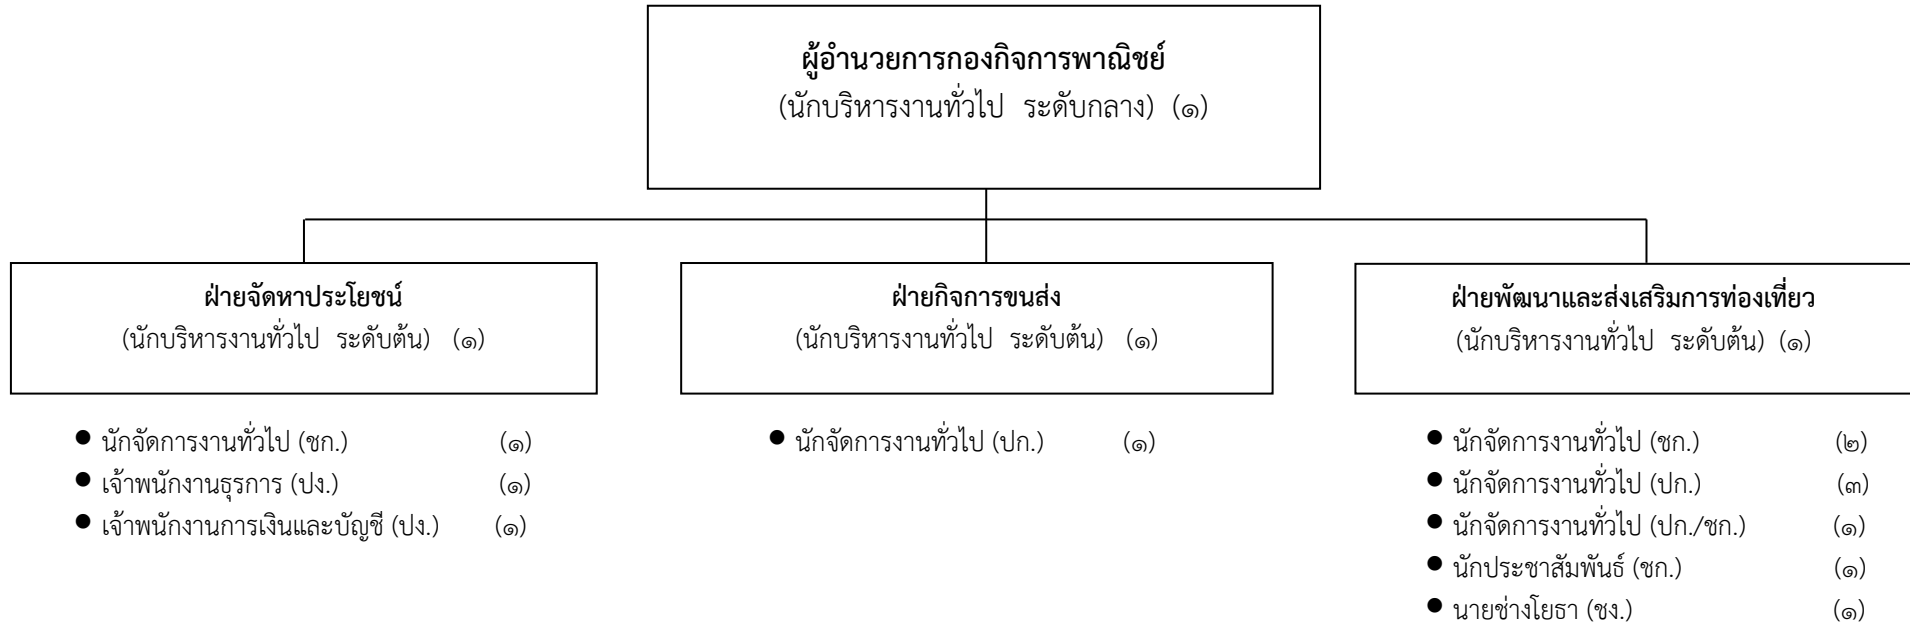 ผู้อำนวยการกองกิจการพาณิชย์
(นักบริหารงานทั่วไป ระดับกลาง) (๑)
ฝ่ายจัดหาประโยชน์
(นักบริหารงานทั่วไป ระดับต้น) (๑)
● นักจัดการงานทั่วไป (ชก.) (๑)
● เจ้าพนักงานธุรการ (ปง.) (๑)
● เจ้าพนักงานการเงินและบัญชี (ปง.) (๑)
ฝ่ายกิจการขนส่ง
(นักบริหารงานทั่วไป ระดับต้น) (๑)
● นักจัดการงานทั่วไป (ปก.) (๑)
ฝ่ายพัฒนาและส่งเสริมการท่องเที่ยว
(นักบริหารงานทั่วไป ระดับต้น) (๑)
● นักจัดการงานทั่วไป (ชก.) (๒)
● นักจัดการงานทั่วไป (ปก.) (๓)
● นักจัดการงานทั่วไป (ปก./ชก.) (๑)
● นักประชาสัมพันธ์ (ชก.) (๑)
● นายช่างโยธา (ชง.) (๑)